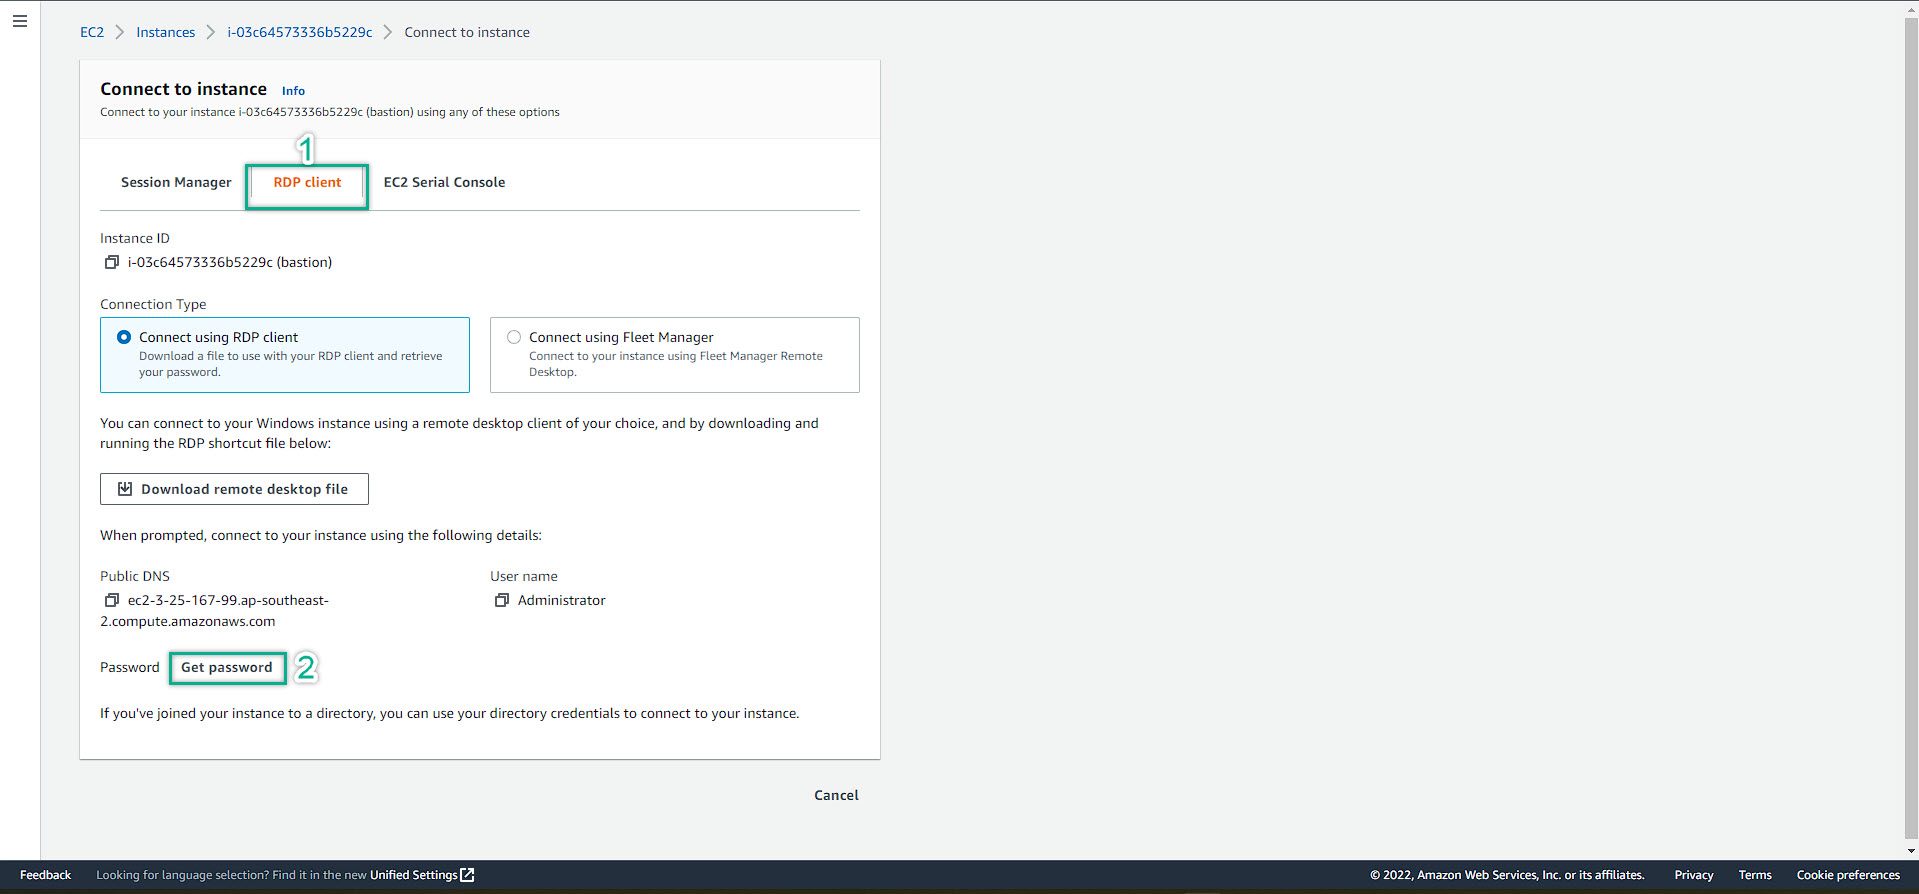 EC2 > Instances > i-03c64573336b5229c > Connect to instance
Connect to instance Info
Connect to your instance i-03c64573336b5229c (bastion) using any of these options
1
Session Manager RDP client EC2 Serial Console
Instance ID
i-03c64573336b5229c (bastion)
Connection Type
Connect using RDP client
Download a file to use with your RDP client and retrieve
your password.
Connect using Fleet Manager
Connect to your instance using Fleet Manager Remote
Desktop.
You can connect to your Windows instance using a remote desktop client of your choice, and by downloading and
running the RDP shortcut file below:
Download remote desktop file
When prompted, connect to your instance using the following details:
Public DNS
ec2-3-25-167-99.ap-southeast-
2.compute.amazonaws.com
User name
Administrator
Password Get password 2
If you've joined your instance to a directory, you can use your directory credentials to connect to your instance.
Cancel
Feedback Looking for language selection? Find it in the new Unified Settings © 2022, Amazon Web Services, Inc. or its affiliates. Privacy Terms Cookie preferences